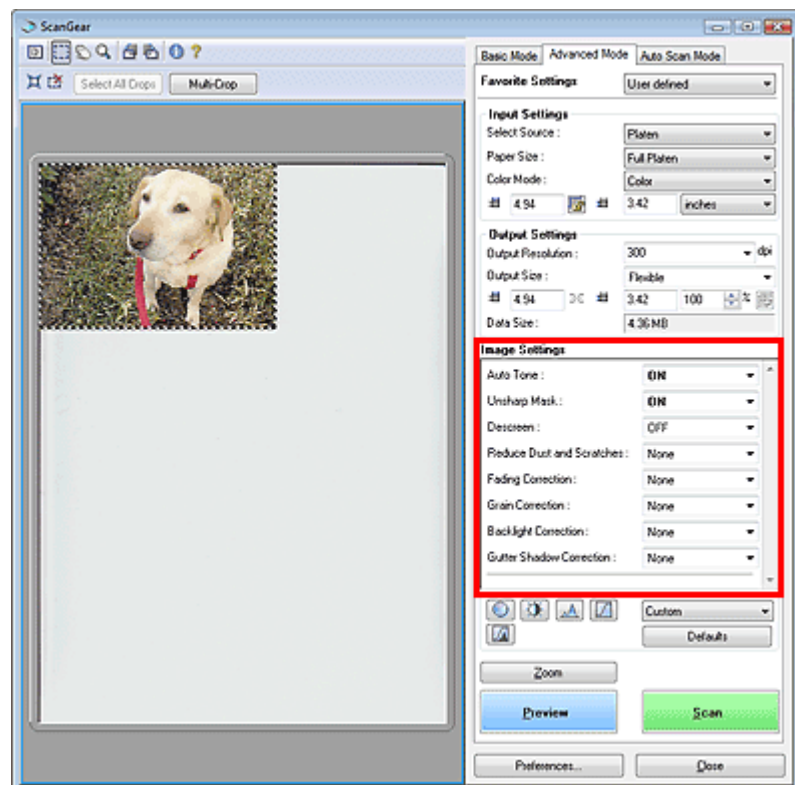 ScanGear
Select All Crops Multi-Crop
Basic Mode Advanced Mode Auto Scan Mode
Favorite Settings User defined
Input Settings
Select Source : Platen
Paper Size : Full Platen
Color Mode : Color
4.94 3.42 inches
Output Settings
Output Resolution : 300 dpi
Output Size : Flexible
4.94 3.42 100 %
Data Size : 4.36 MB
Image Settings
Auto Tone : ON
Unsharp Mask : ON
Descreen : OFF
Reduce Dust and Scratches : None
Fading Correction : None
Grain Correction : None
Backlight Correction : None
Gutter Shadow Correction : None
Custom
Defaults
Zoom
Preview Scan
Preferences... Close